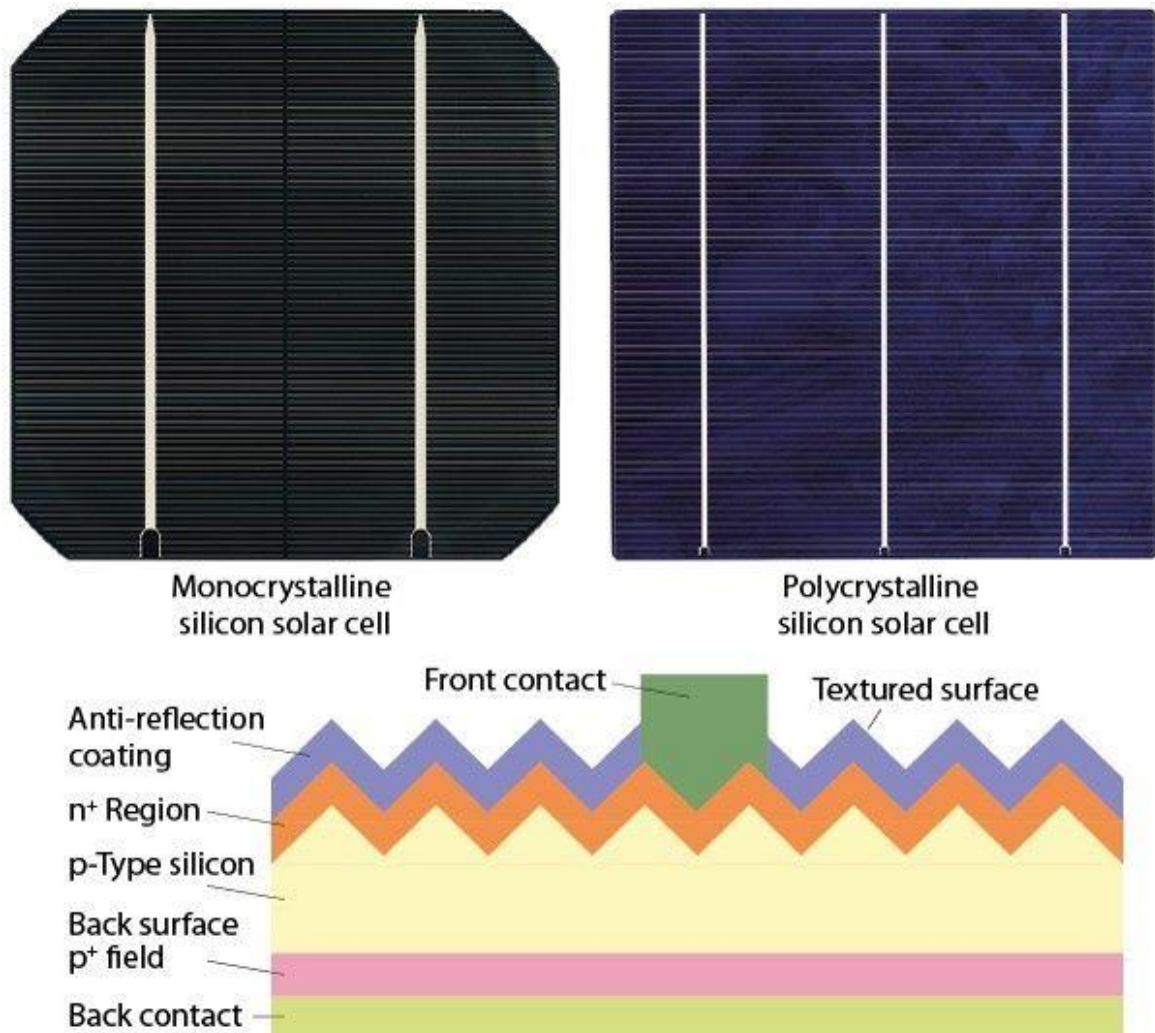 Monocrystalline
silicon solar cell
Polycrystalline
silicon solar cell
Front contact
Textured surface
Anti-reflection
coating
n⁺ Region
p-Type silicon
Back surface
p⁺ field
Back contact